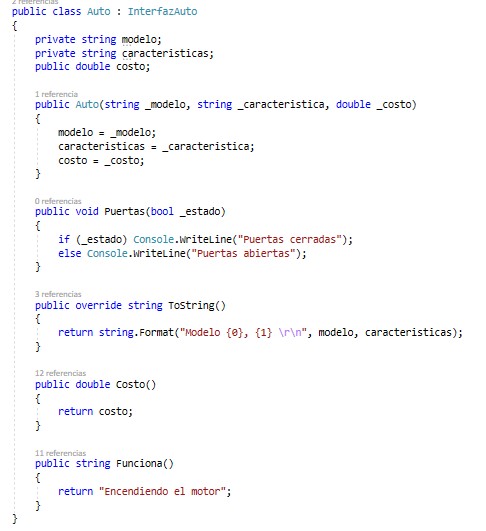 2 referencias
public class Auto : InterfazAuto
{
private string modelo;
private string caracteristicas;
public double costo;
1 referencia
public Auto(string _modelo, string _caracteristica, double _costo)
{
modelo = _modelo;
caracteristicas = _caracteristica;
costo = _costo;
}
0 referencias
public void Puertas(bool _estado)
{
if (_estado) Console.WriteLine("Puertas cerradas");
else Console.WriteLine("Puertas abiertas");
}
3 referencias
public override string ToString()
{
return string.Format("Modelo {0}, {1} \r\n", modelo, caracteristicas);
}
12 referencias
public double Costo()
{
return costo;
}
11 referencias
public string Funciona()
{
return "Encendiendo el motor";
}
}